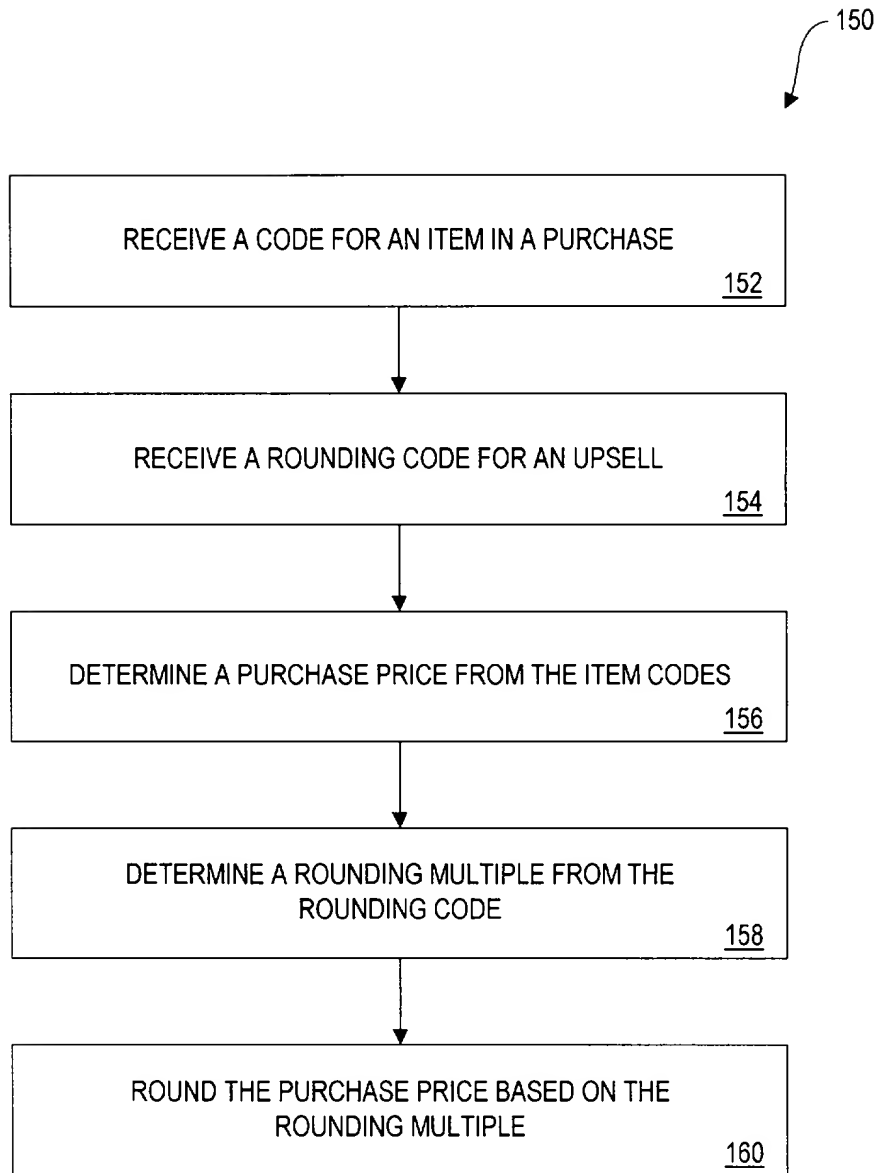 150
RECEIVE A CODE FOR AN ITEM IN A PURCHASE
152
RECEIVE A ROUNDING CODE FOR AN UPSELL
154
DETERMINE A PURCHASE PRICE FROM THE ITEM CODES
156
DETERMINE A ROUNDING MULTIPLE FROM THE
ROUNDING CODE
158
ROUND THE PURCHASE PRICE BASED ON THE
ROUNDING MULTIPLE
160